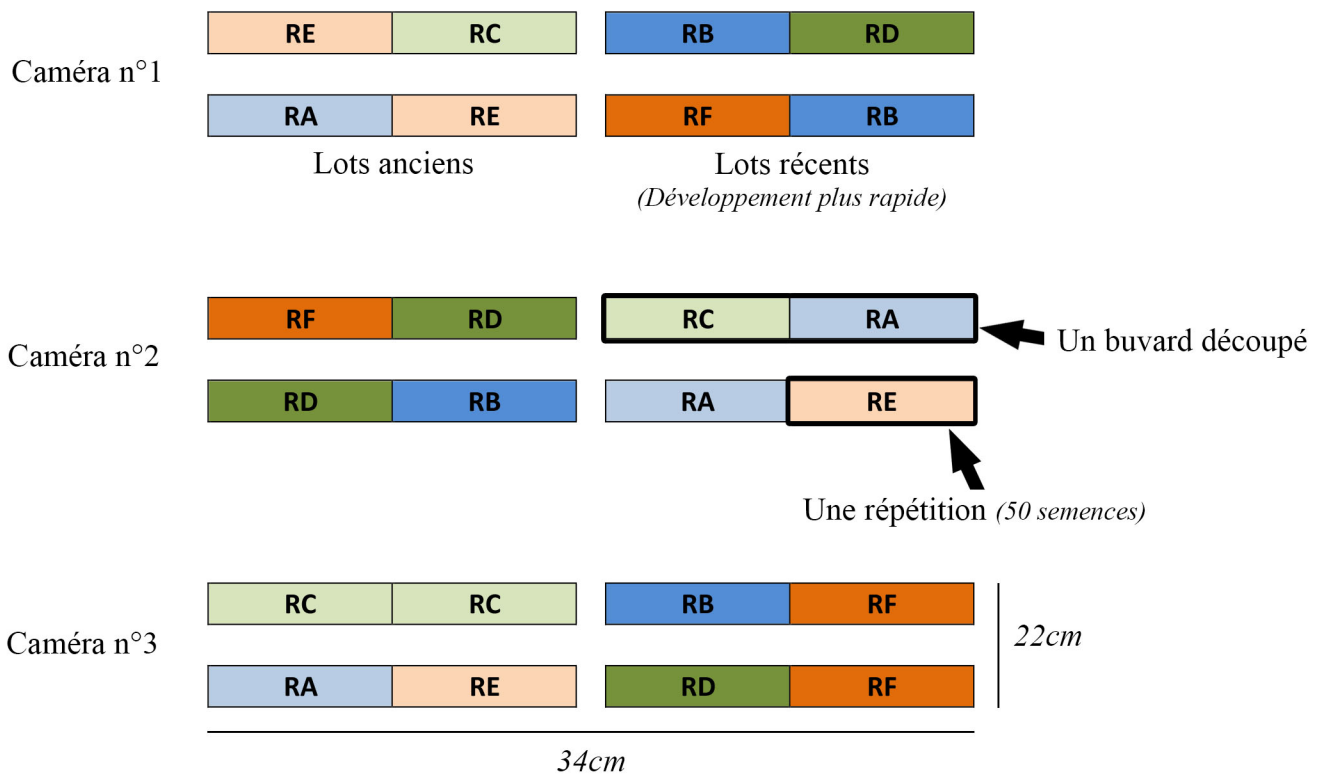 RE RC RB RD
Caméra n°1
RA RE RF RB
Lots anciens Lots récents
(Développement plus rapide)
RF RD RC RA
Caméra n°2 Un buvard découpé
RD RB RA RE
Une répétition (50 semences)
RC RC RB RF
Caméra n°3 22cm
RA RE RD RF
34cm